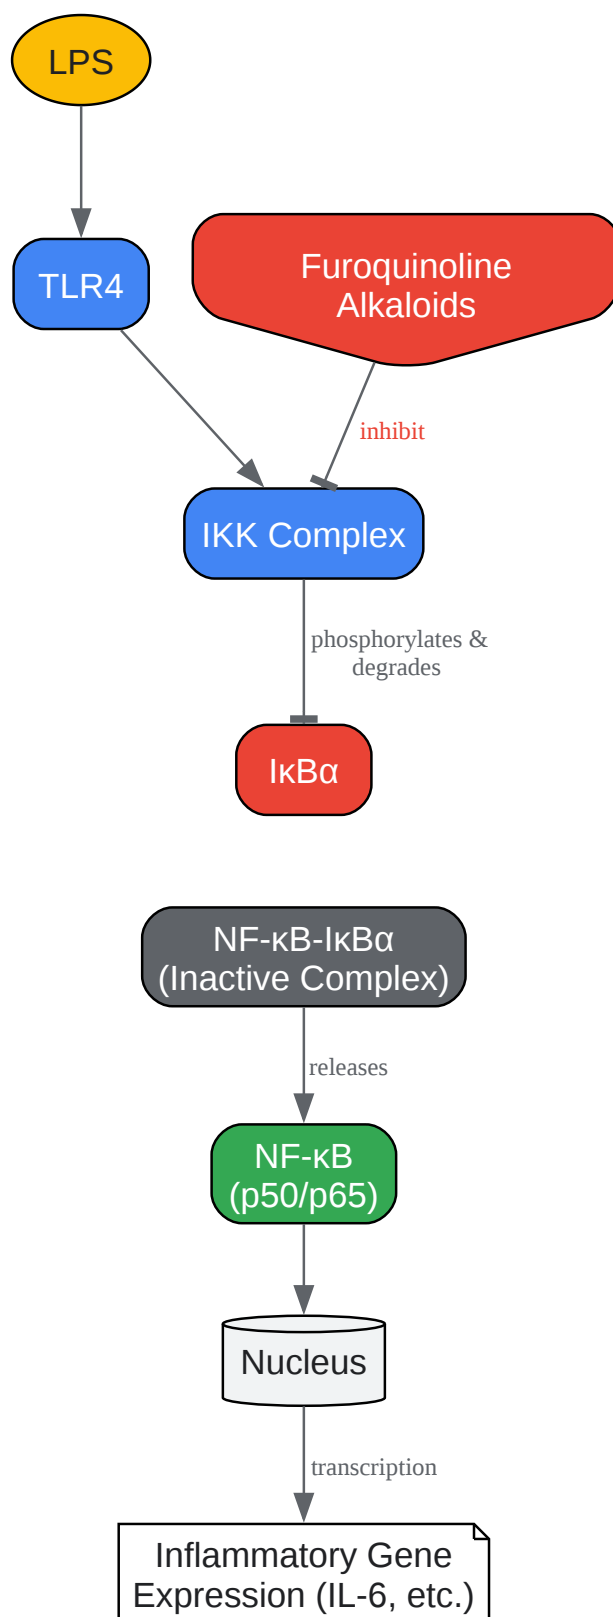 LPS
TLR4
Furoquinoline
Alkaloids
inhibit
IKK Complex
phosphorylates &
degrades
IκBα
NF-κB-IκBα
(Inactive Complex)
releases
NF-κB
(p50/p65)
Nucleus
transcription
Inflammatory Gene
Expression (IL-6, etc.)